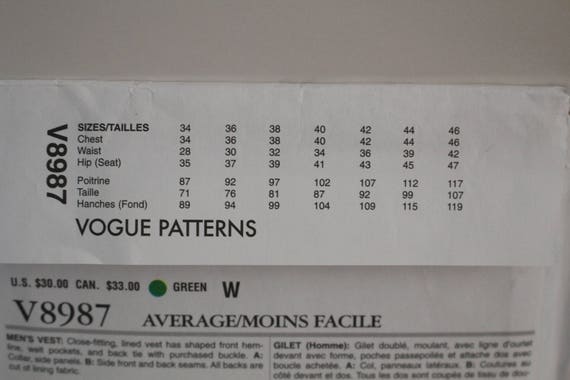 V8987
SIZES/TAILLES 34 36 38 40 42 44 46
Chest 34 36 38 40 42 44 46
Waist 28 30 32 34 36 39 42
Hip (Seat) 35 37 39 41 43 45 47
Poitrine 87 92 97 102 107 112 117
Taille 71 76 81 87 92 99 107
Hanches (Fond) 89 94 99 104 109 115 119
VOGUE PATTERNS
U.S. $30.00 CAN. $33.00 GREEN W
V8987 AVERAGE/MOINS FACILE
MEN'S VEST: Close-fitting, lined vest has shaped front hem-
line, welt pockets, and back tie with purchased buckle. A:
Collar, side panels. B: Side front and back seams. All backs are
cut of lining fabric.
GILET (Homme): Gilet doublé, moulant, avec ligne d'ourlet
devant avec forme, poches passepoilées et attache dos avec
boucle achetée. A: Col, panneaux latéraux. B: Coutures au
côté devant et dos. Tous les dos sont coupés de tissu de dou-